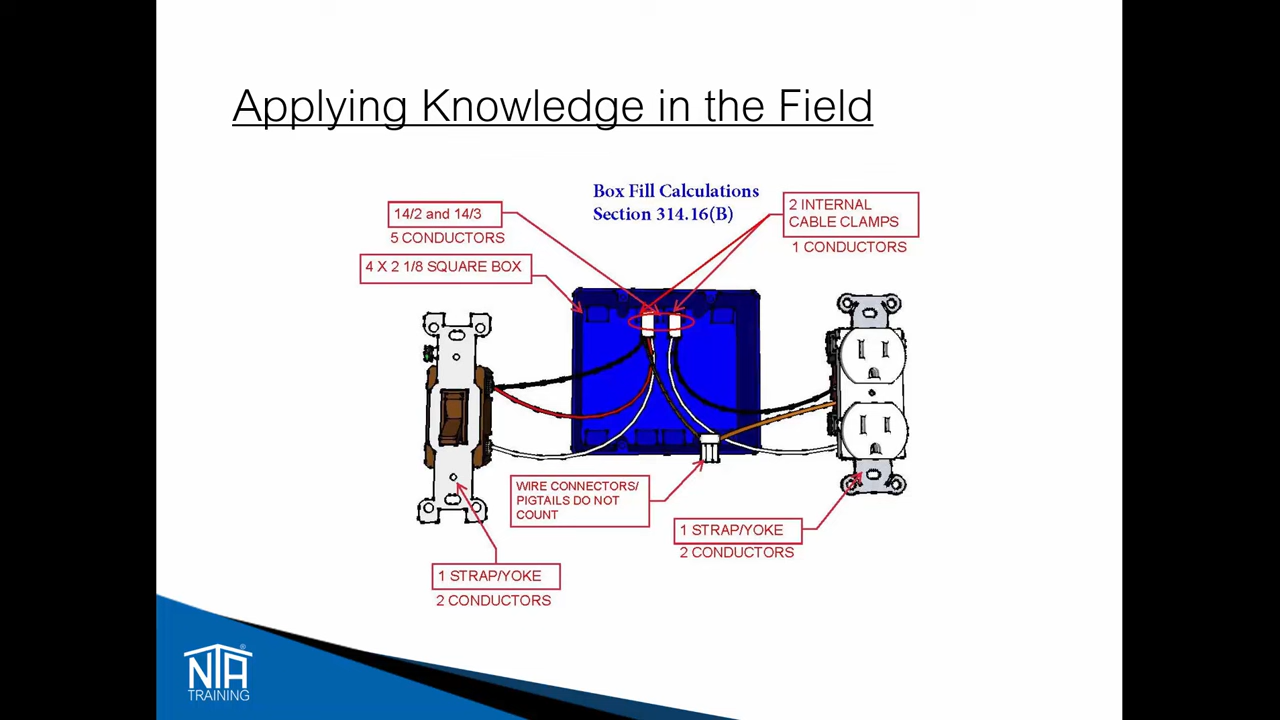 Applying Knowledge in the Field
Box Fill Calculations
Section 314.16(B)
14/2 and 14/3
5 CONDUCTORS
4 X 2 1/8 SQUARE BOX
2 INTERNAL
CABLE CLAMPS
1 CONDUCTORS
WIRE CONNECTORS/
PIGTAILS DO NOT
COUNT
1 STRAP/YOKE
2 CONDUCTORS
1 STRAP/YOKE
2 CONDUCTORS
NTA®
TRAINING